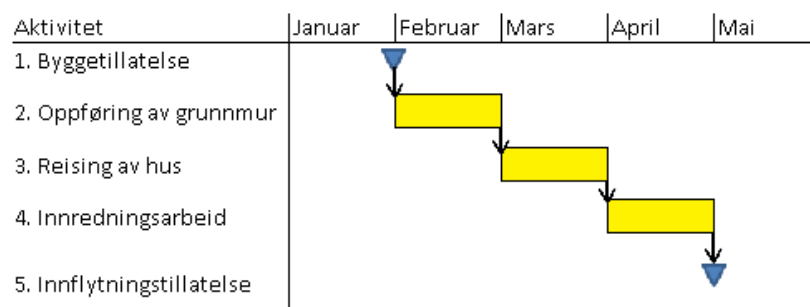 Aktivitet Januar Februar Mars April Mai
1. Byggetillatelse
2. Oppføring av grunnmur
3. Reising av hus
4. Innredningsarbeid
5. Innflytningstillatelse